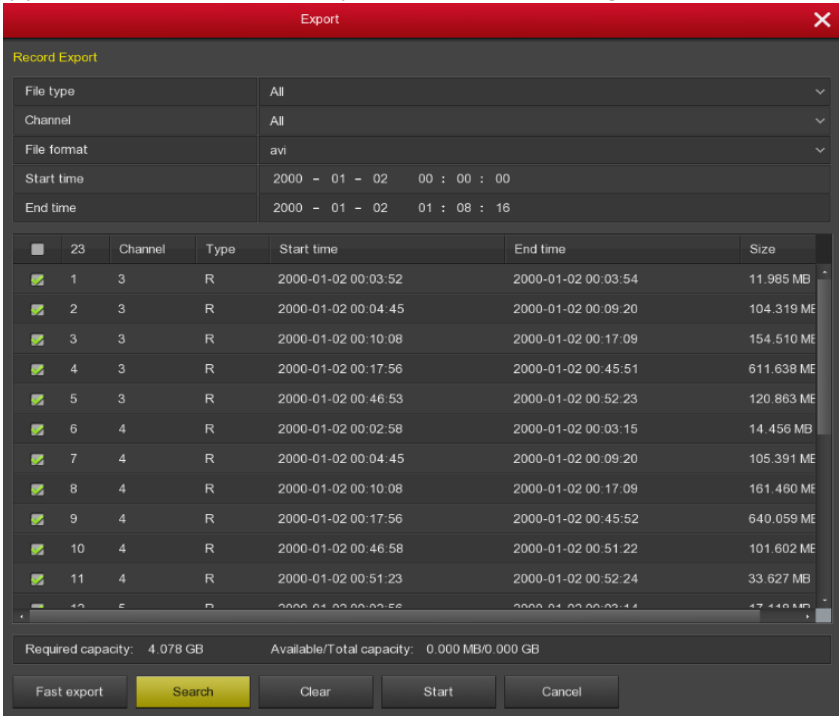 Export
Record Export
File type All
Channel All
File format avi
Start time 2000 - 01 - 02 00 : 00 : 00
End time 2000 - 01 - 02 01 : 08 : 16
23 Channel Type Start time End time Size
1 3 R 2000-01-02 00:03:52 2000-01-02 00:03:54 11.985 MB
2 3 R 2000-01-02 00:04:45 2000-01-02 00:09:20 104.319 MB
3 3 R 2000-01-02 00:10:08 2000-01-02 00:17:09 154.510 MB
4 3 R 2000-01-02 00:17:56 2000-01-02 00:45:51 611.638 MB
5 3 R 2000-01-02 00:46:53 2000-01-02 00:52:23 120.863 MB
6 4 R 2000-01-02 00:02:58 2000-01-02 00:03:15 14.456 MB
7 4 R 2000-01-02 00:04:45 2000-01-02 00:09:20 105.391 MB
8 4 R 2000-01-02 00:10:08 2000-01-02 00:17:09 161.460 MB
9 4 R 2000-01-02 00:17:56 2000-01-02 00:45:52 640.059 MB
10 4 R 2000-01-02 00:46:58 2000-01-02 00:51:22 101.602 MB
11 4 R 2000-01-02 00:51:23 2000-01-02 00:52:24 33.627 MB
Required capacity: 4.078 GB Available/Total capacity: 0.000 MB/0.000 GB
Fast export Search Clear Start Cancel